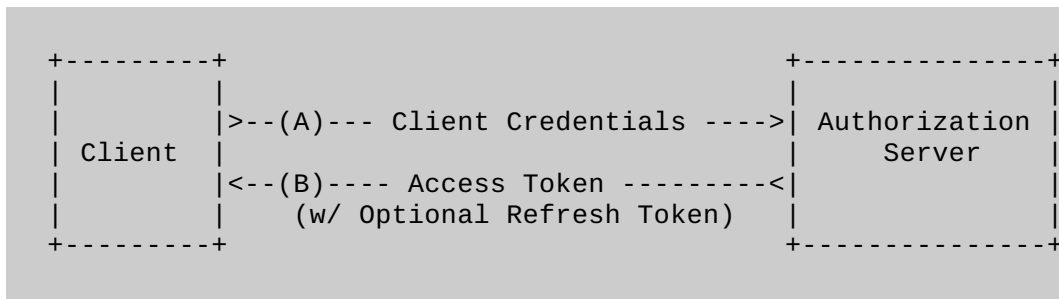 +---------+                                  +---------------+
|         |                                  |               |
|         |>--(A)--- Client Credentials ---->| Authorization |
| Client  |                                  |     Server    |
|         |<--(B)---- Access Token ---------<|               |
|         |    (w/ Optional Refresh Token)   |               |
+---------+                                  +---------------+